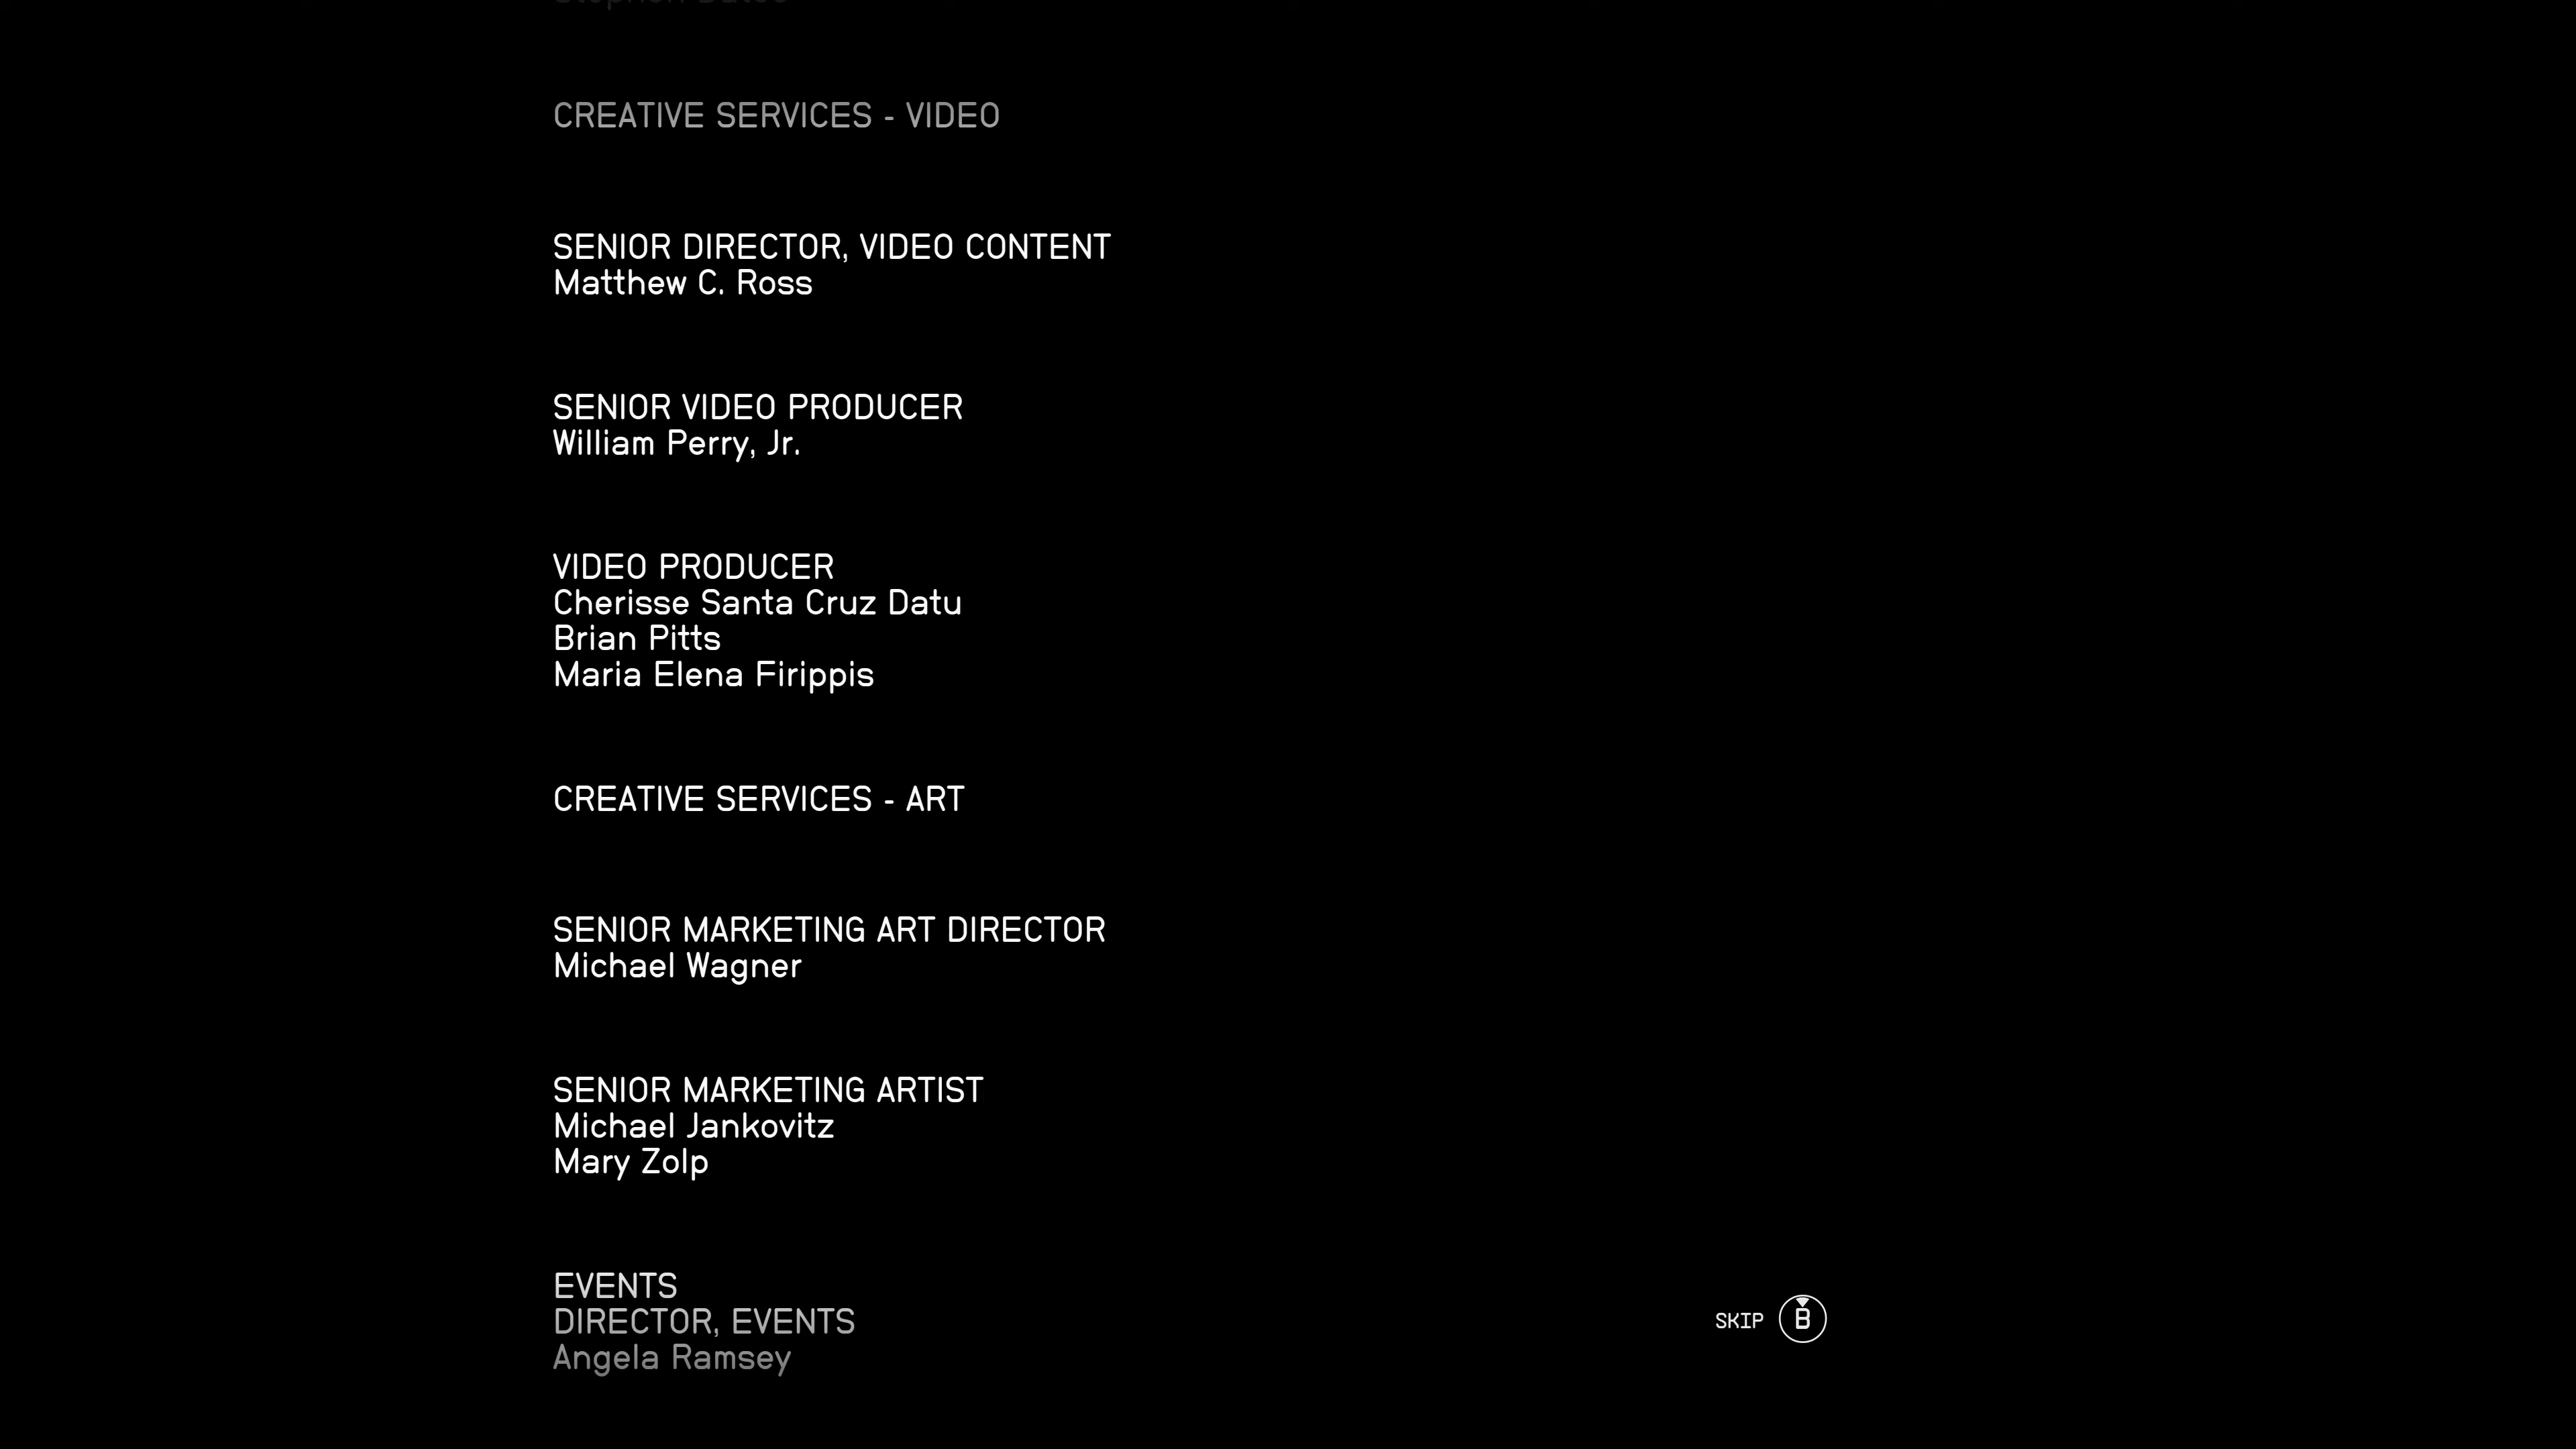 CREATIVE SERVICES - VIDEO
SENIOR DIRECTOR, VIDEO CONTENT
Matthew C. Ross
SENIOR VIDEO PRODUCER
William Perry, Jr.
VIDEO PRODUCER
Cherisse Santa Cruz Datu
Brian Pitts
Maria Elena Firippis
CREATIVE SERVICES - ART
SENIOR MARKETING ART DIRECTOR
Michael Wagner
SENIOR MARKETING ARTIST
Michael Jankovitz
Mary Zolp
EVENTS
DIRECTOR, EVENTS
Angela Ramsey
SKIP B